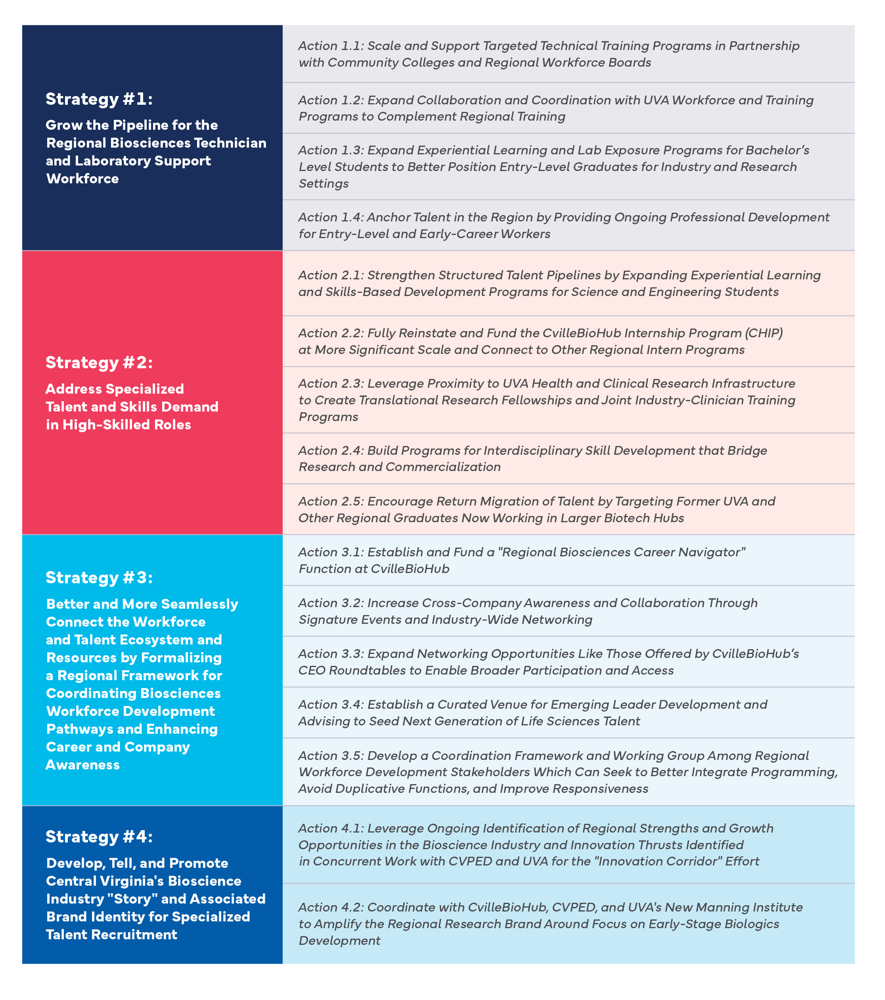 Strategy #1:
Grow the Pipeline for the
Regional Biosciences Technician
and Laboratory Support
Workforce
Action 1.1: Scale and Support Targeted Technical Training Programs in Partnership
with Community Colleges and Regional Workforce Boards
Action 1.2: Expand Collaboration and Coordination with UVA Workforce and Training
Programs to Complement Regional Training
Action 1.3: Expand Experiential Learning and Lab Exposure Programs for Bachelor’s
Level Students to Better Position Entry-Level Graduates for Industry and Research
Settings
Action 1.4: Anchor Talent in the Region by Providing Ongoing Professional Development
for Entry-Level and Early-Career Workers
Strategy #2:
Address Specialized
Talent and Skills Demand
in High-Skilled Roles
Action 2.1: Strengthen Structured Talent Pipelines by Expanding Experiential Learning
and Skills-Based Development Programs for Science and Engineering Students
Action 2.2: Fully Reinstate and Fund the CvilleBioHub Internship Program (CHIP)
at More Significant Scale and Connect to Other Regional Intern Programs
Action 2.3: Leverage Proximity to UVA Health and Clinical Research Infrastructure
to Create Translational Research Fellowships and Joint Industry-Clinician Training
Programs
Action 2.4: Build Programs for Interdisciplinary Skill Development that Bridge
Research and Commercialization
Action 2.5: Encourage Return Migration of Talent by Targeting Former UVA and
Other Regional Graduates Now Working in Larger Biotech Hubs
Strategy #3:
Better and More Seamlessly
Connect the Workforce
and Talent Ecosystem and
Resources by Formalizing
a Regional Framework for
Coordinating Biosciences
Workforce Development
Pathways and Enhancing
Career and Company
Awareness
Action 3.1: Establish and Fund a "Regional Biosciences Career Navigator"
Function at CvilleBioHub
Action 3.2: Increase Cross-Company Awareness and Collaboration Through
Signature Events and Industry-Wide Networking
Action 3.3: Expand Networking Opportunities Like Those Offered by CvilleBioHub’s
CEO Roundtables to Enable Broader Participation and Access
Action 3.4: Establish a Curated Venue for Emerging Leader Development and
Advising to Seed Next Generation of Life Sciences Talent
Action 3.5: Develop a Coordination Framework and Working Group Among Regional
Workforce Development Stakeholders Which Can Seek to Better Integrate Programming,
Avoid Duplicative Functions, and Improve Responsiveness
Strategy #4:
Develop, Tell, and Promote
Central Virginia's Bioscience
Industry "Story" and Associated
Brand Identity for Specialized
Talent Recruitment
Action 4.1: Leverage Ongoing Identification of Regional Strengths and Growth
Opportunities in the Bioscience Industry and Innovation Thrusts Identified
in Concurrent Work with CVPED and UVA for the "Innovation Corridor" Effort
Action 4.2: Coordinate with CvilleBioHub, CVPED, and UVA's New Manning Institute
to Amplify the Regional Research Brand Around Focus on Early-Stage Biologics
Development